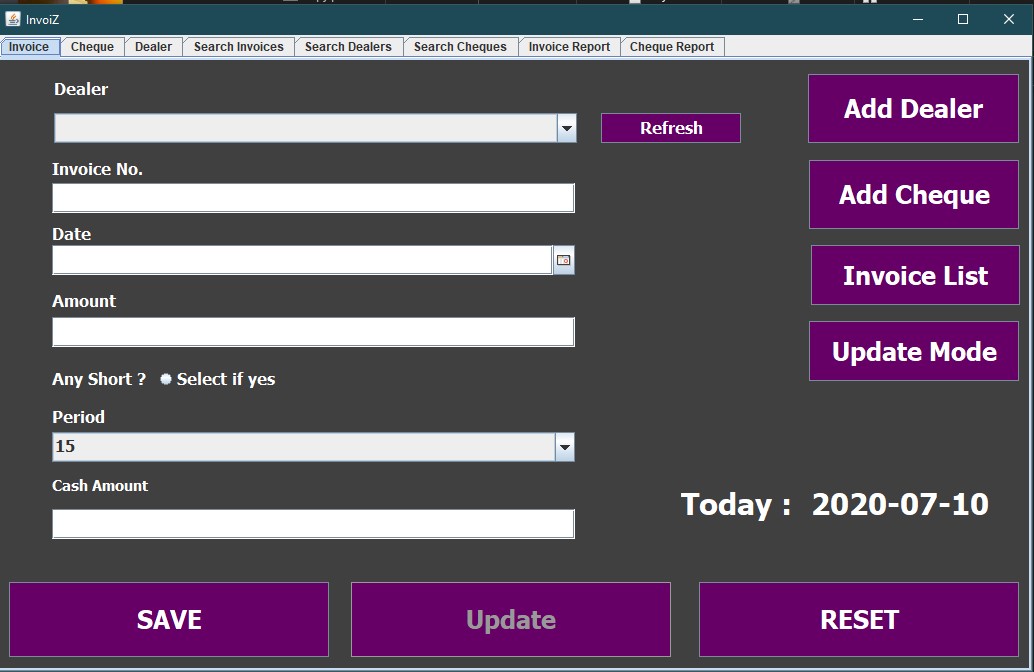 InvoiZ
Invoice Cheque Dealer Search Invoices Search Dealers Search Cheques Invoice Report Cheque Report
Dealer
Refresh
Invoice No.
Date
Amount
Any Short ? Select if yes
Period
15
Cash Amount
Add Dealer
Add Cheque
Invoice List
Update Mode
Today : 2020-07-10
SAVE Update RESET